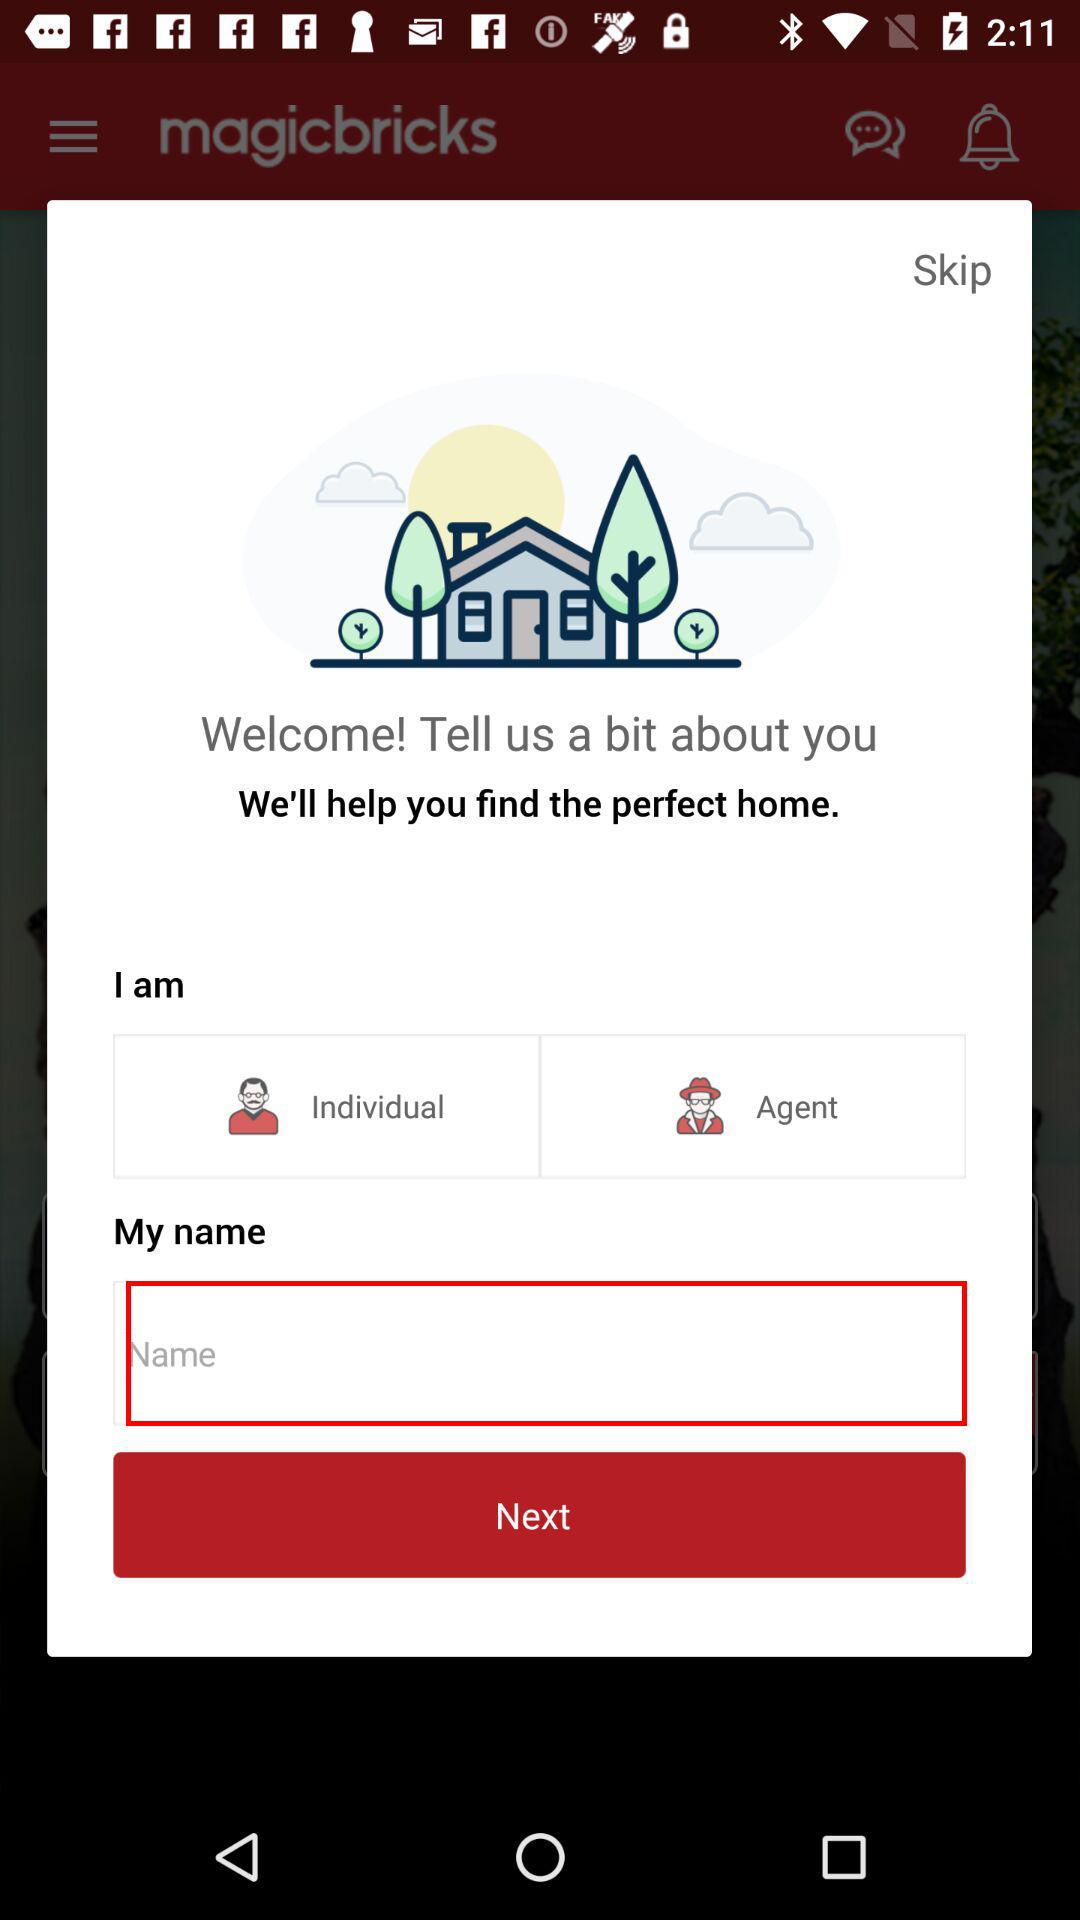 FAKE
2:11
magicbricks
Skip
Welcome! Tell us a bit about you
We'll help you find the perfect home.
I am
Individual
Agent
My name
Name
Next